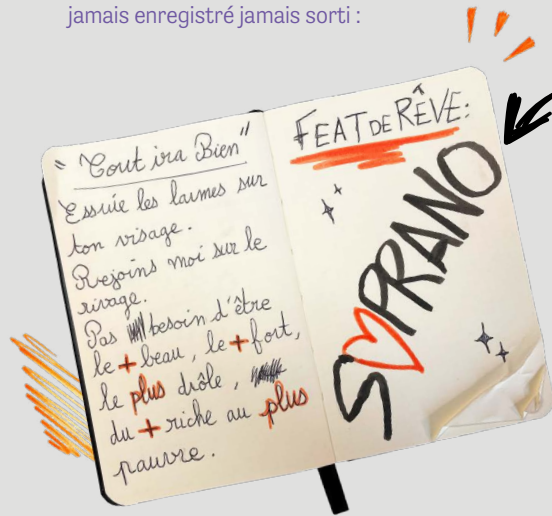 jamais enregistré jamais sorti :
"Tout ira Bien"
Essuie les larmes sur
ton visage.
Rejoins moi sur le
rivage.
Pas besoin d'être
le + beau, le + fort,
le plus drôle,
du + riche au plus
pauvre.
FEAT DE RÊVE:
SOPRANO